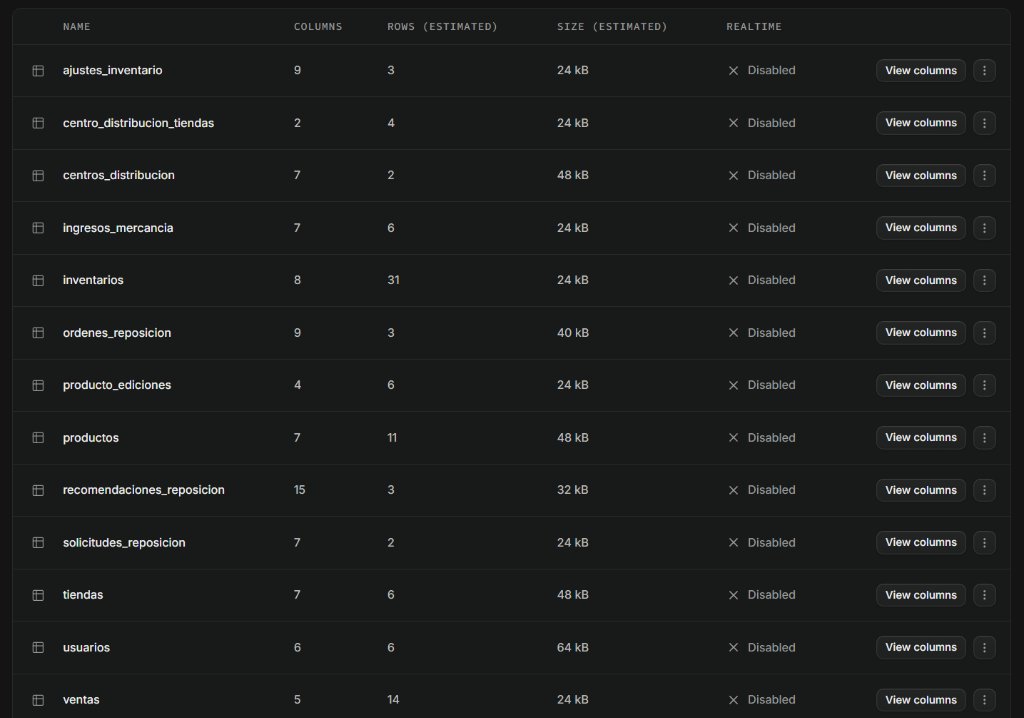 NAME COLUMNS ROWS (ESTIMATED) SIZE (ESTIMATED) REALTIME
ajustes_inventario 9 3 24 kB Disabled View columns
centro_distribucion_tiendas 2 4 24 kB Disabled View columns
centros_distribucion 7 2 48 kB Disabled View columns
ingresos_mercancia 7 6 24 kB Disabled View columns
inventarios 8 31 24 kB Disabled View columns
ordenes_reposicion 9 3 40 kB Disabled View columns
producto_ediciones 4 6 24 kB Disabled View columns
productos 7 11 48 kB Disabled View columns
recomendaciones_reposicion 15 3 32 kB Disabled View columns
solicitudes_reposicion 7 2 24 kB Disabled View columns
tiendas 7 6 48 kB Disabled View columns
usuarios 6 6 64 kB Disabled View columns
ventas 5 14 24 kB Disabled View columns